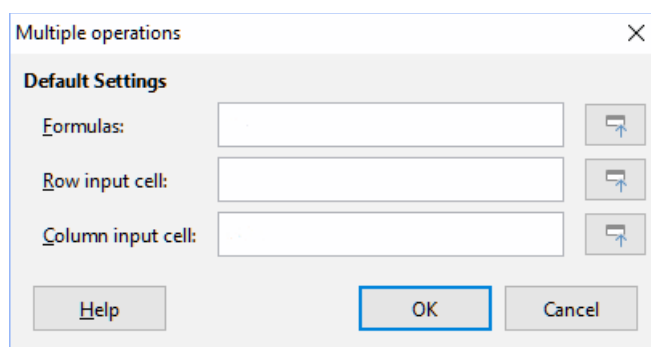 Multiple operations
Default Settings
Formulas:
Row input cell:
Column input cell:
Help OK Cancel